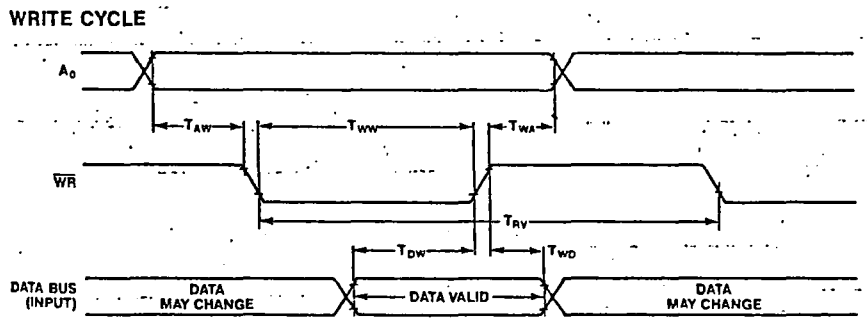 WRITE CYCLE
A0
TAW
TWW
TWA
WR
TRV
TDW
TWD
DATA BUS
(INPUT)
DATA
MAY CHANGE
DATA VALID
DATA
MAY CHANGE